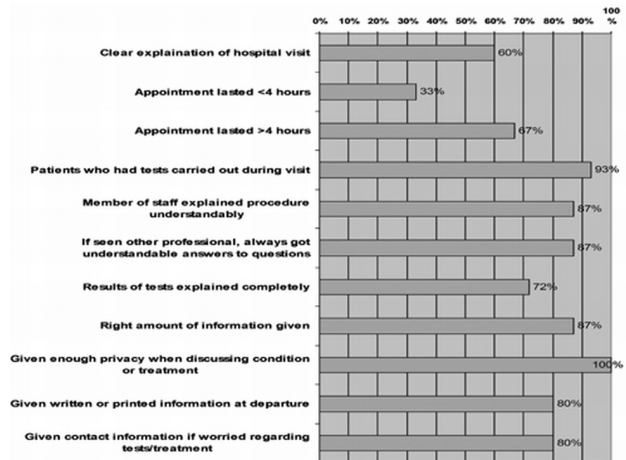 100
0% 10% 20% 30% 40% 50% 60% 70% 80% 90% %
Clear explaination of hospital visit 60%
Appointment lasted <4 hours 33%
Appointment lasted >4 hours 67%
Patients who had tests carried out during visit 93%
Member of staff explained procedure
understandably 87%
If seen other professional, always got
understandable answers to questions 87%
Results of tests explained completely 72%
Right amount of information given 87%
Given enough privacy when discussing condition
or treatment 100%
Given written or printed information at departure 80%
Given contact information if worried regarding
tests/treatment 80%